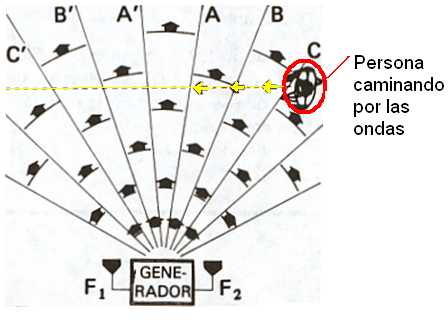 C′ B′ A′ A B C
Persona
caminando
por las
ondas
F₁ GENE-
RADOR F₂